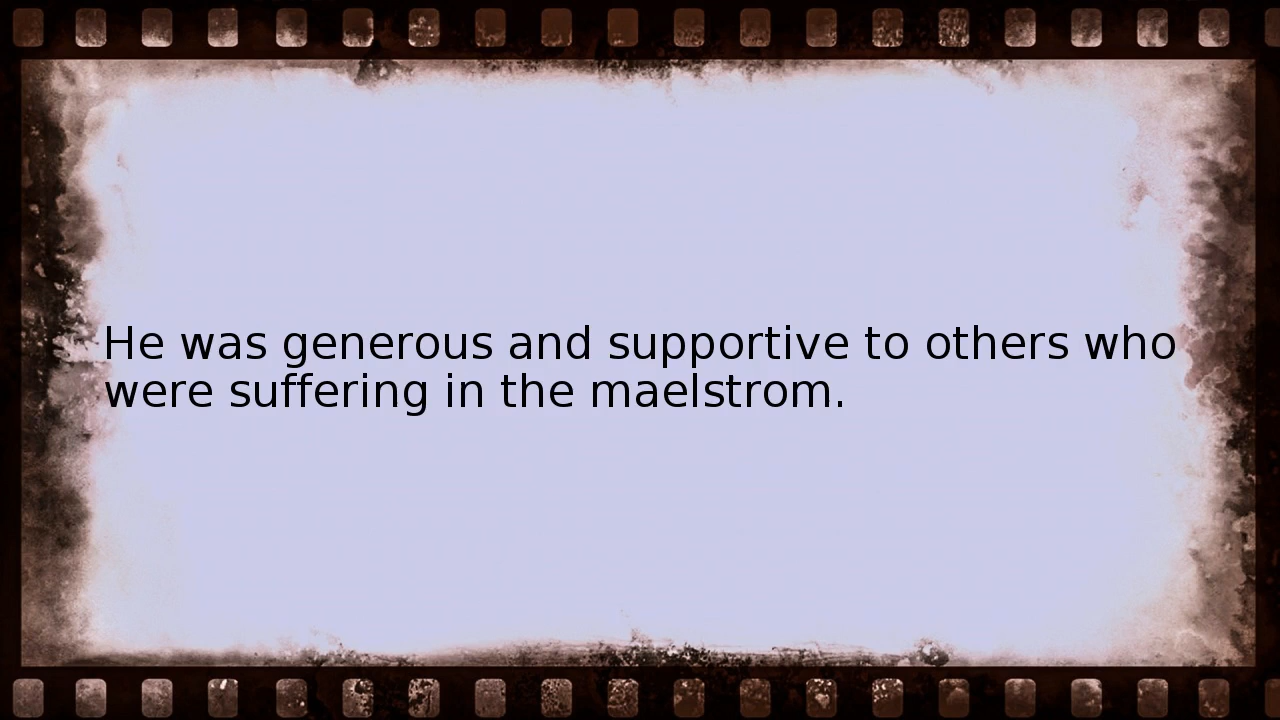 He was generous and supportive to others who
were suffering in the maelstrom.